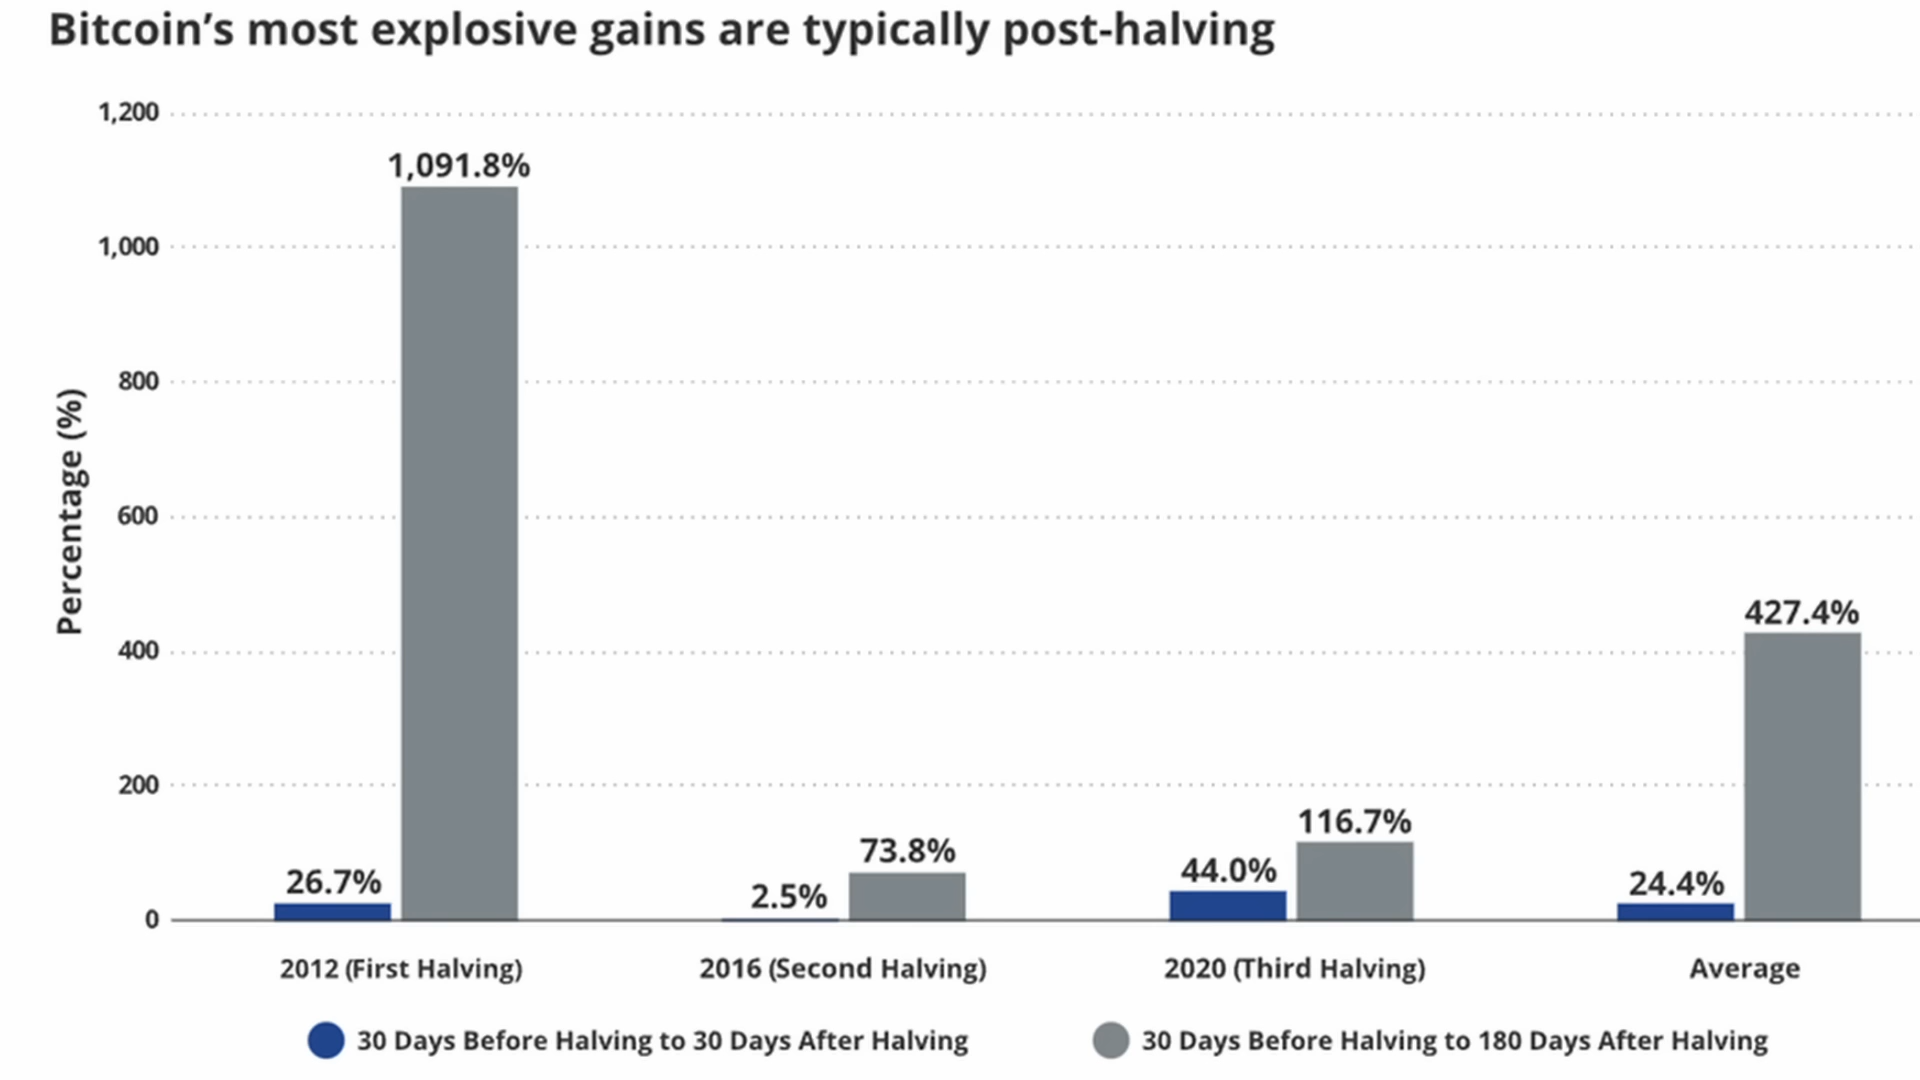 Bitcoin’s most explosive gains are typically post-halving
Percentage (%)
1,200
1,000
800
600
400
200
0
1,091.8%
26.7%
2.5%
73.8%
44.0%
116.7%
24.4%
427.4%
2012 (First Halving)
2016 (Second Halving)
2020 (Third Halving)
Average
30 Days Before Halving to 30 Days After Halving
30 Days Before Halving to 180 Days After Halving